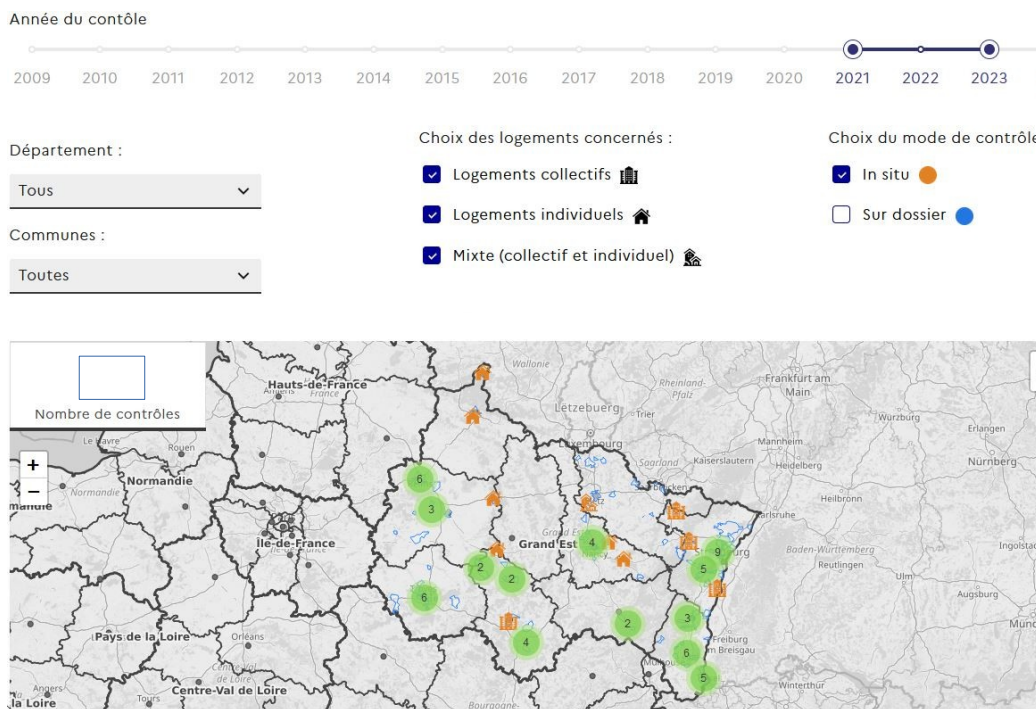 Année du contôle
2009 2010 2011 2012 2013 2014 2015 2016 2017 2018 2019 2020 2021 2022 2023
Département :
Tous
Communes :
Toutes
Choix des logements concernés :
Logements collectifs
Logements individuels
Mixte (collectif et individuel)
Choix du mode de contrôle
In situ
Sur dossier
Nombre de contrôles
+
−
Wallonie
Hauts-de-France
France
Rheinland-
Pfalz
Frankfurt am
Main
Lëtzebuerg
Trier
Würzburg
Erlangen
Le Havre
Rouen
Luxembourg
Mannheim
Saarland
Kaiserslautern
Heidelberg
Nürnberg
6
Normandie
Normandie
Heilbronn
3
Île-de-France
Grand Est
4
9
Baden-Württemberg
Ingolstadt
2
2
5
Reutlingen
Ulm
6
Augsburg
Pays de la Loire
Orléans
4
2
3
Freiburg
im Breisgau
6
Angers
Tours
Centre-Val de Loire
5
Winterthur
la Loire
Bourgogne-